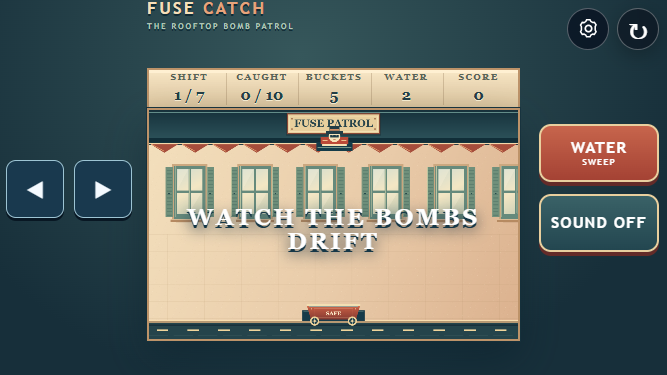 FUSE CATCH
THE ROOFTOP BOMB PATROL
SHIFT CAUGHT BUCKETS WATER SCORE
1 / 7 0 / 10 5 2 0
FUSE PATROL
WATCH THE BOMBS
DRIFT
SAFE
WATER
SWEEP
SOUND OFF